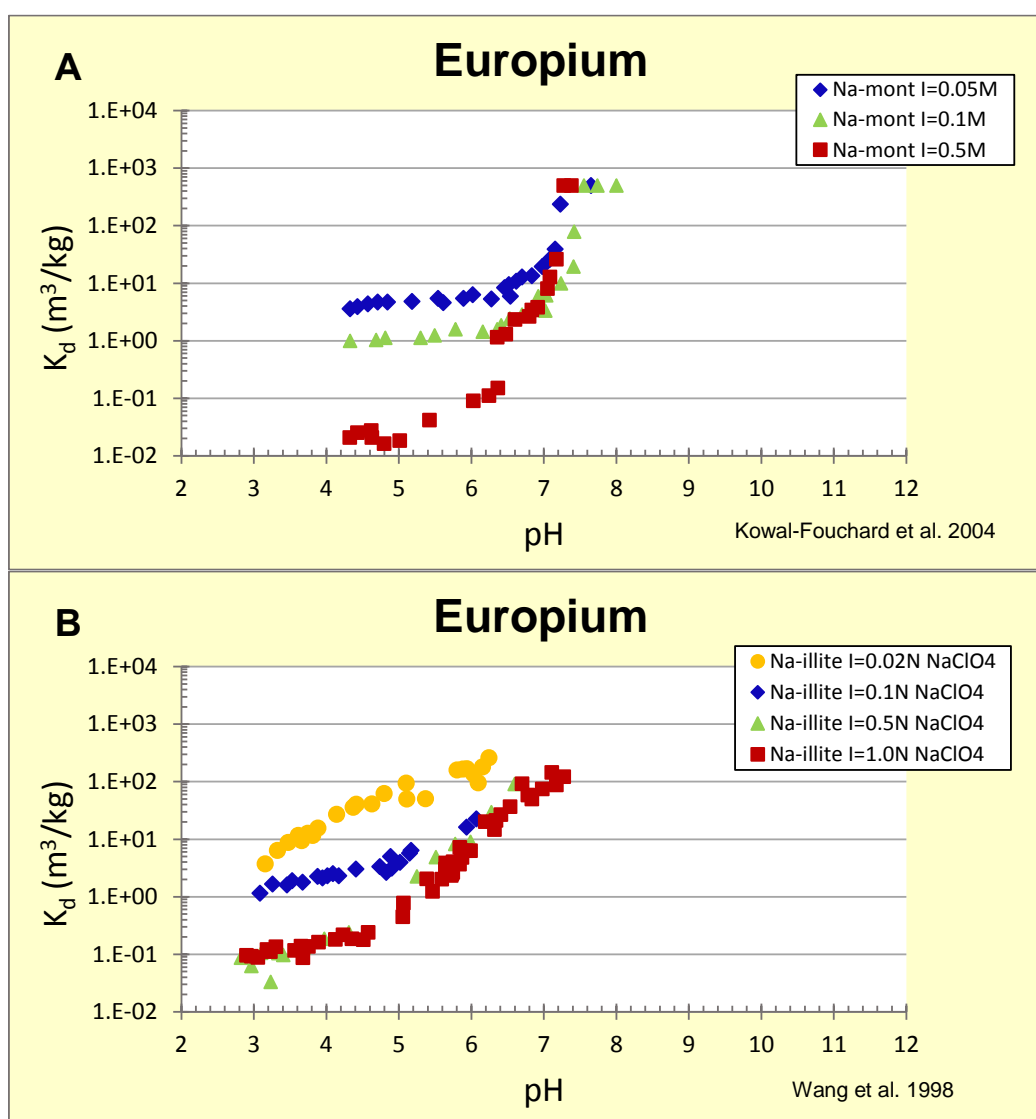 A
Europium
Na-mont I=0.05M
Na-mont I=0.1M
Na-mont I=0.5M
1.E+04
1.E+03
1.E+02
1.E+01
1.E+00
1.E-01
1.E-02
Kd (m³/kg)
2 3 4 5 6 7 8 9 10 11 12
pH
Kowal-Fouchard et al. 2004
B
Europium
Na-illite I=0.02N NaClO4
Na-illite I=0.1N NaClO4
Na-illite I=0.5N NaClO4
Na-illite I=1.0N NaClO4
1.E+04
1.E+03
1.E+02
1.E+01
1.E+00
1.E-01
1.E-02
Kd (m³/kg)
2 3 4 5 6 7 8 9 10 11 12
pH
Wang et al. 1998